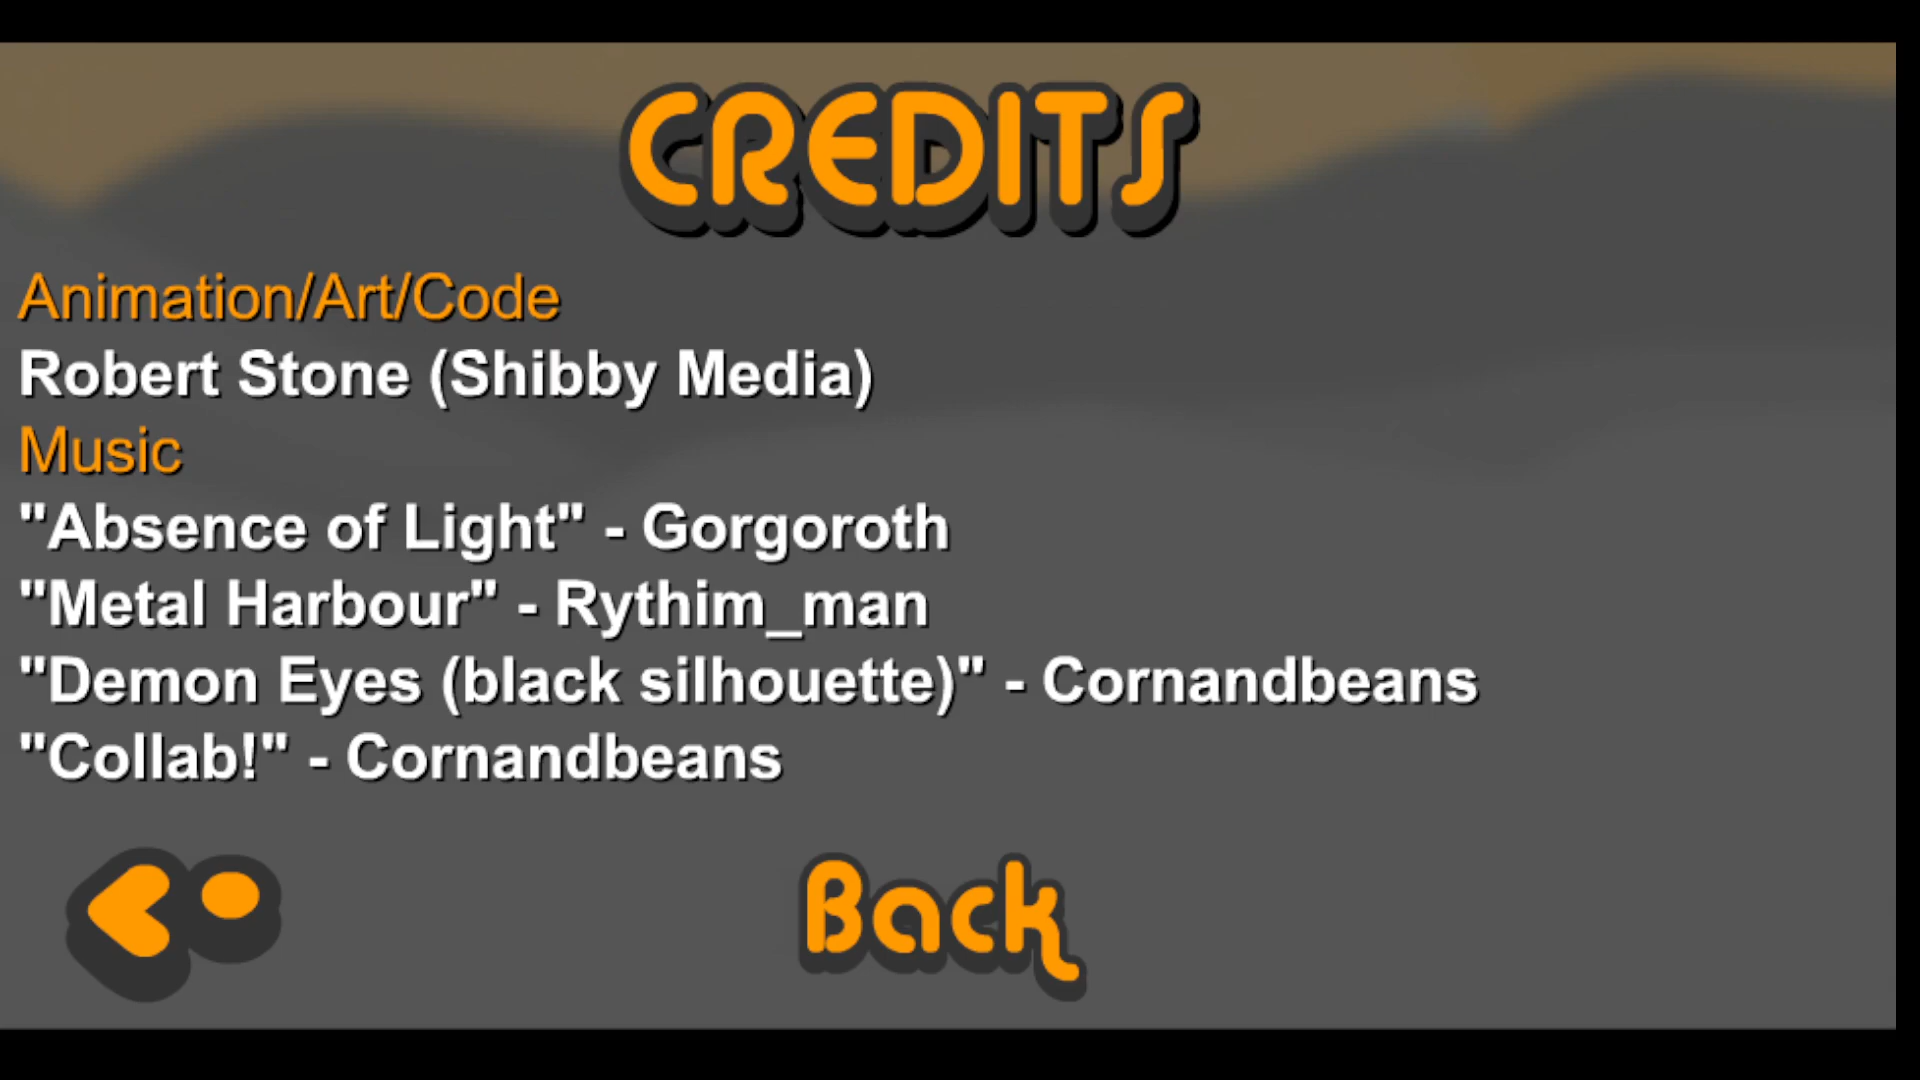 CREDITS
Animation/Art/Code
Robert Stone (Shibby Media)
Music
"Absence of Light" - Gorgoroth
"Metal Harbour" - Rythim_man
"Demon Eyes (black silhouette)" - Cornandbeans
"Collab!" - Cornandbeans
Back